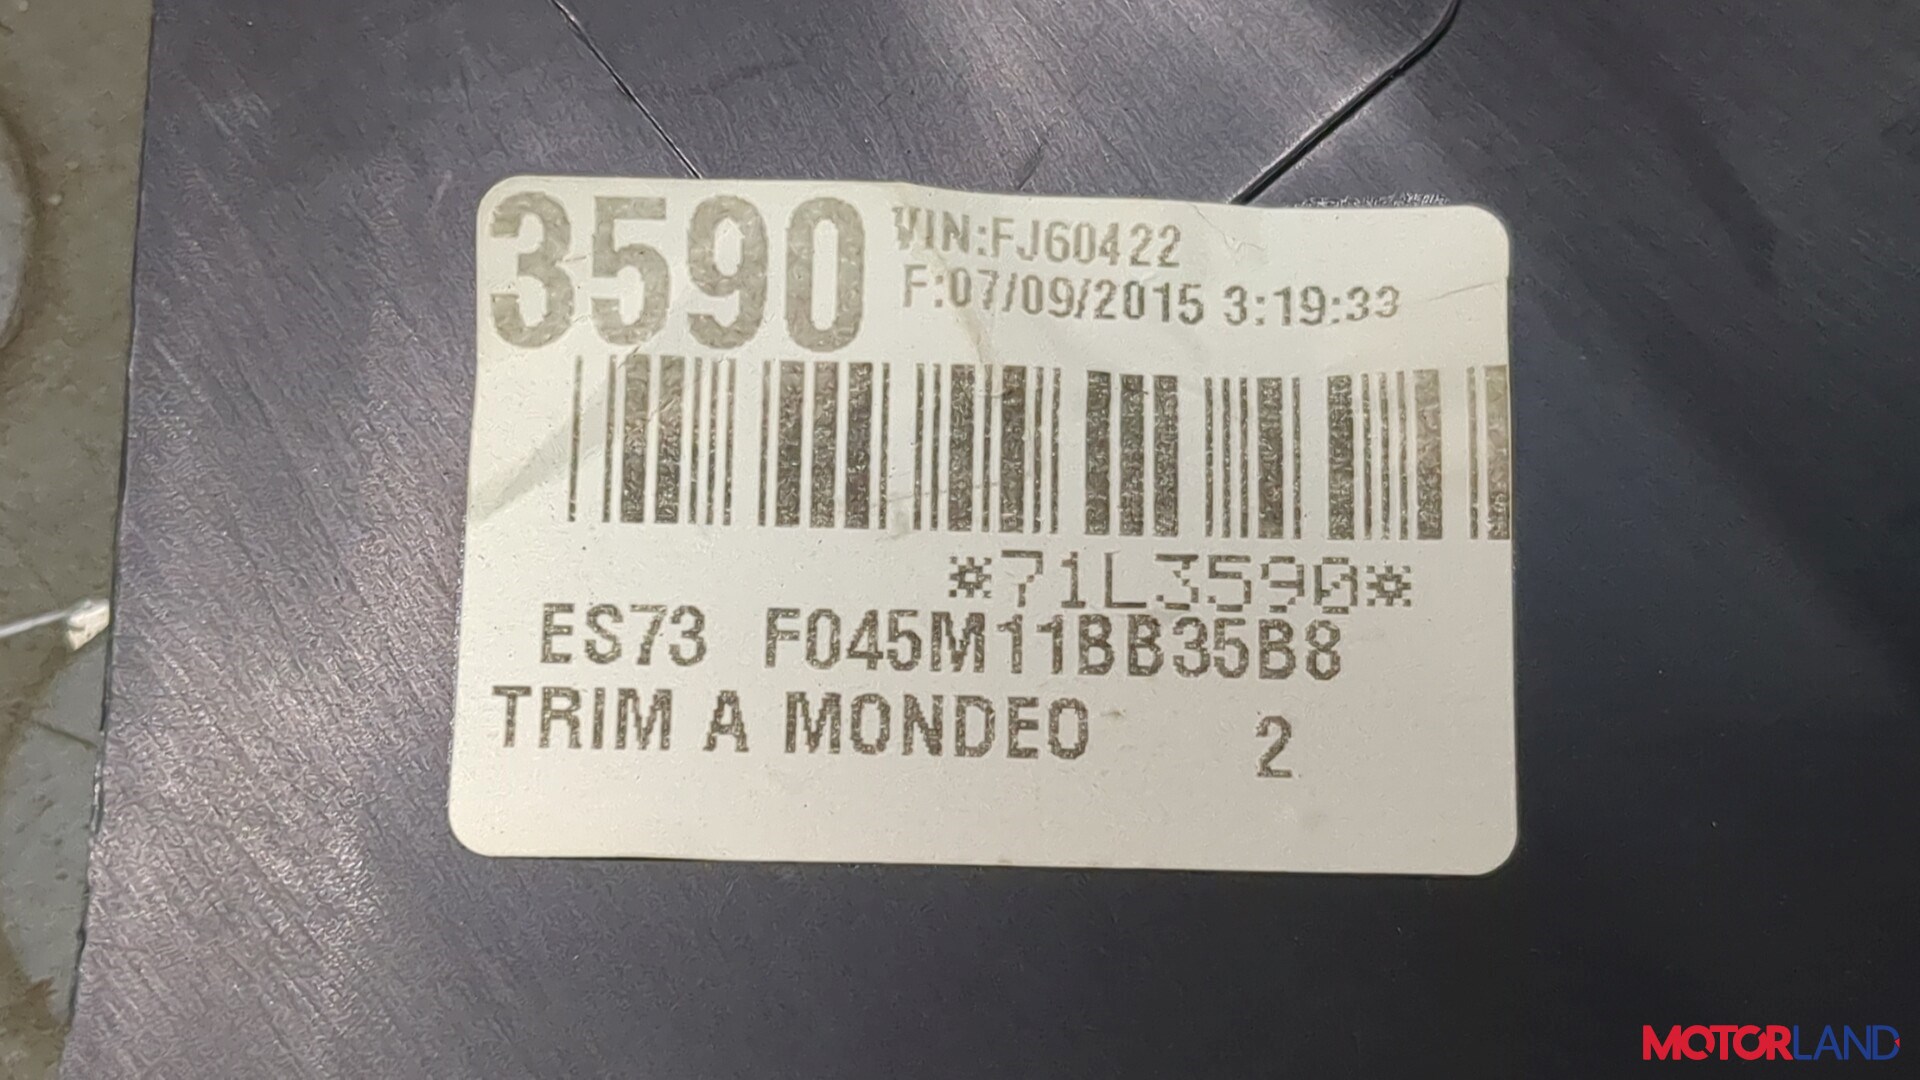 3590
VIN:FJ60422
F:07/09/2015 3:19:33
*71L3590*
ES73 F045M11BB35B8
TRIM A MONDEO 2
MOTORLAND